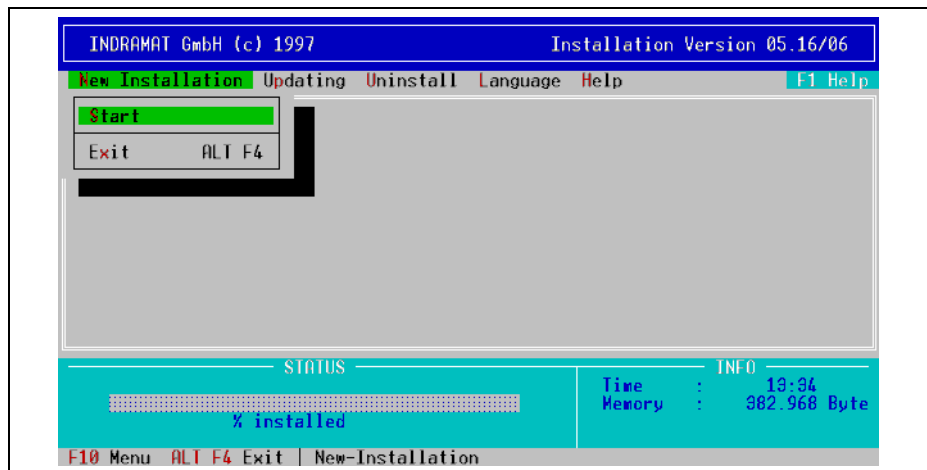 INDRAMAT GmbH (c) 1997 Installation Version 05.16/06
New Installation Updating Uninstall Language Help F1 Help
Start
Exit ALT F4
STATUS
INFO
Time : 13:34
Memory : 382.968 Byte
% installed
F10 Menu ALT F4 Exit | New-Installation